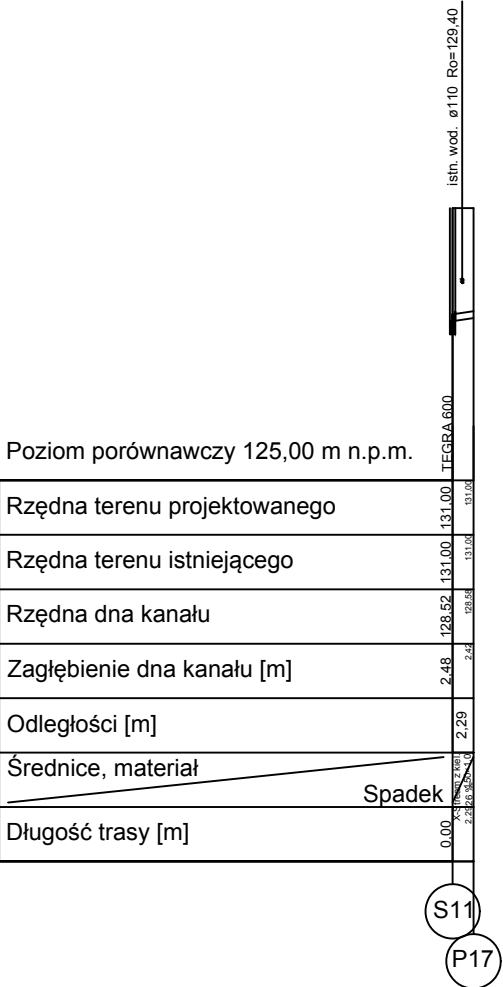 istn. wod. ø110 Ro=129,40
TEGRA 600
Poziom porównawczy 125,00 m n.p.m.
Rzędna terenu projektowanego 131,00 131,00
Rzędna terenu istniejącego 131,00 131,00
Rzędna dna kanału 128,52 128,58
Zagłębienie dna kanału [m] 2,48 2,42
Odległości [m] 2,29
Średnice, materiał
Spadek
Długość trasy [m] 0,00
S11
P17